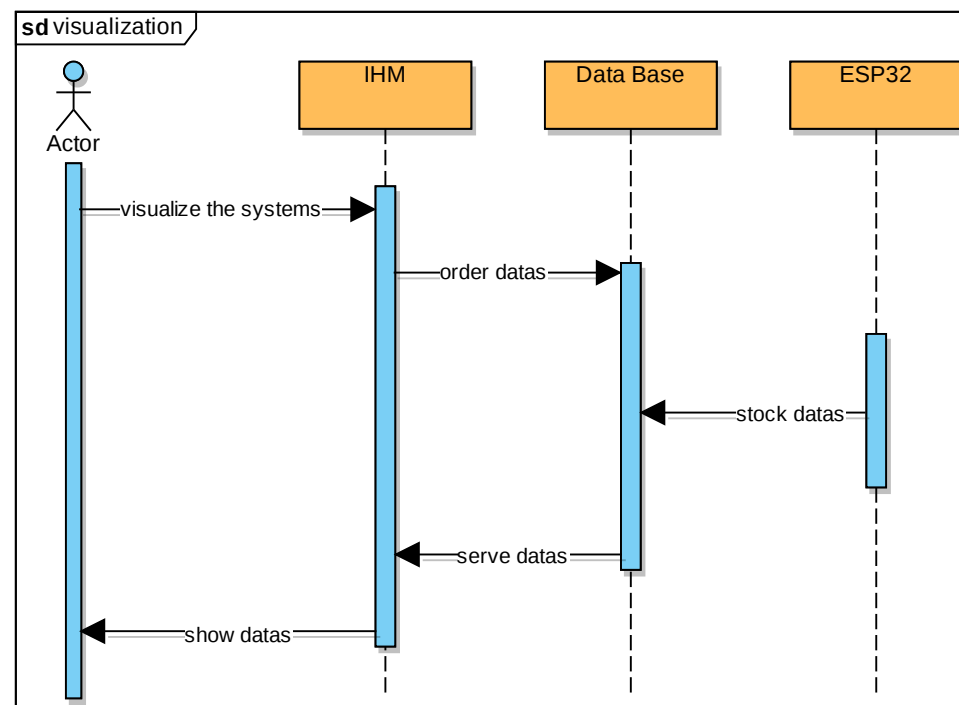 sd visualization
IHM
Data Base
ESP32
Actor
visualize the systems
order datas
stock datas
serve datas
show datas